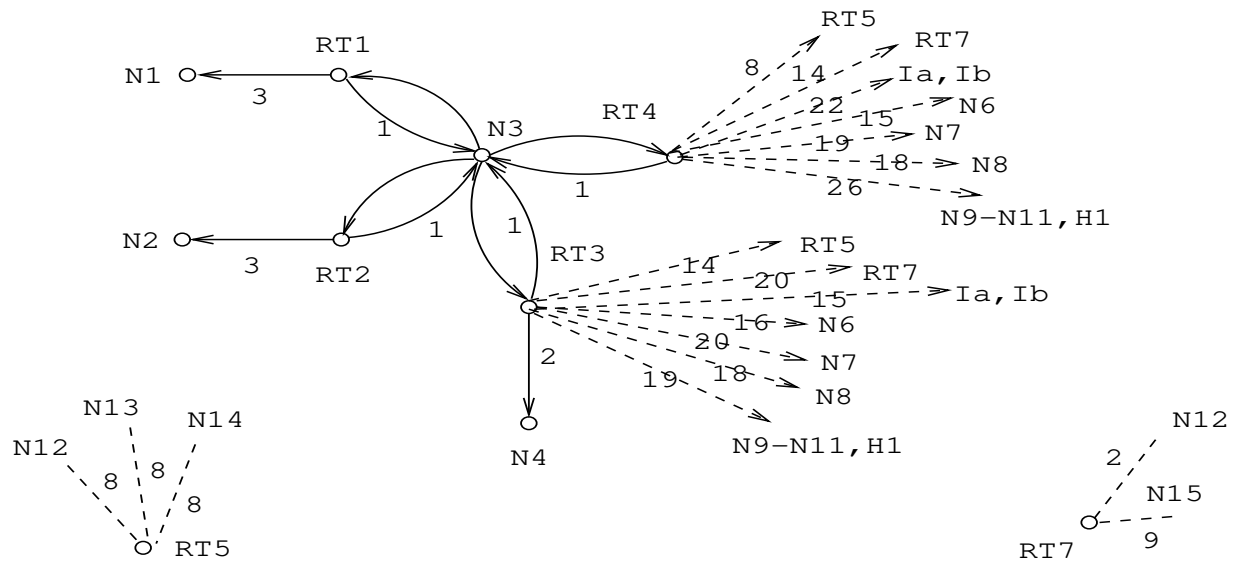 RT5
RT1
RT7
N1
8
14
Ia,Ib
3
22
N6
RT4
15
1
N3
19
N7
18
N8
1
26
N9-N11,H1
N2
1
1
RT3
RT5
3
RT2
14
RT7
20
15
Ia,Ib
16
N6
2
20
N7
19
18
N8
N13
N14
N12
N9-N11,H1
N12
N4
8
8
2
8
N15
RT5
RT7
9